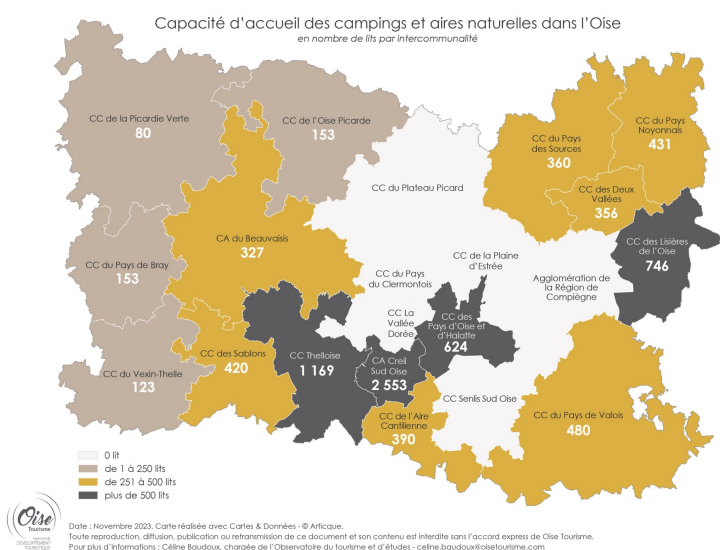 Capacité d'accueil des campings et aires naturelles dans l'Oise
en nombre de lits par intercommunalité
CC de la Picardie Verte
80
CC de l'Oise Picarde
153
CC du Pays
des Sources
360
CC du Pays
Noyonnais
431
CC du Plateau Picard
CC des Deux
Vallées
356
CA du Beauvaisis
327
CC des Lisières
de l'Oise
746
CC du Pays de Bray
153
CC de la Plaine
d'Estrée
CC du Pays
du Clermontois
Agglomération de
la Région de
Compiègne
CC La
Vallée
Dorée
CC des
Pays d'Oise et
d'Halatte
624
CC des Sablons
420
CC Thelloise
1 169
CA Creil
Sud Oise
2 553
CC du Vexin-Thelle
123
CC Senlis Sud Oise
CC de l'Aire
Cantilienne
390
CC du Pays de Valois
480
0 lit
de 1 à 250 lits
de 251 à 500 lits
plus de 500 lits
Oise
Tourisme
Agence de
DÉVELOPPEMENT
TOURISTIQUE
Date : Novembre 2023. Carte réalisée avec Cartes & Données - © Articque.
Toute reproduction, diffusion, publication ou retransmission de ce document et son contenu est interdite sans l'accord express de Oise Tourisme.
Pour plus d'informations : Céline Baudoux, chargée de l'Observatoire du tourisme et d'études - celine.baudoux@oisetourisme.com